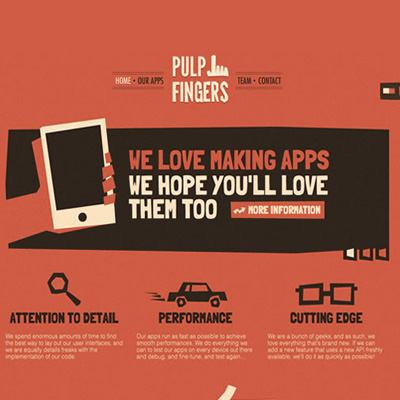 PULP
FINGERS
HOME • OUR APPS
TEAM • CONTACT
WE LOVE MAKING APPS
WE HOPE YOU'LL LOVE
THEM TOO
MORE INFORMATION
ATTENTION TO DETAIL
We spend enormous amounts of time to find
the best way to lay out our user interfaces, and
we are equally details freaks with the
implementation of our code.
PERFORMANCE
Our apps run as fast as possible to achieve
smooth performances. We do everything we
can to test our apps on every device out there
and debug, and fine-tune, and test again...
CUTTING EDGE
We are a bunch of geeks, and as such, we
love everything that's brand new. If we can
add a new feature that uses a new API freshly
available, we'll do it as quickly as possible!